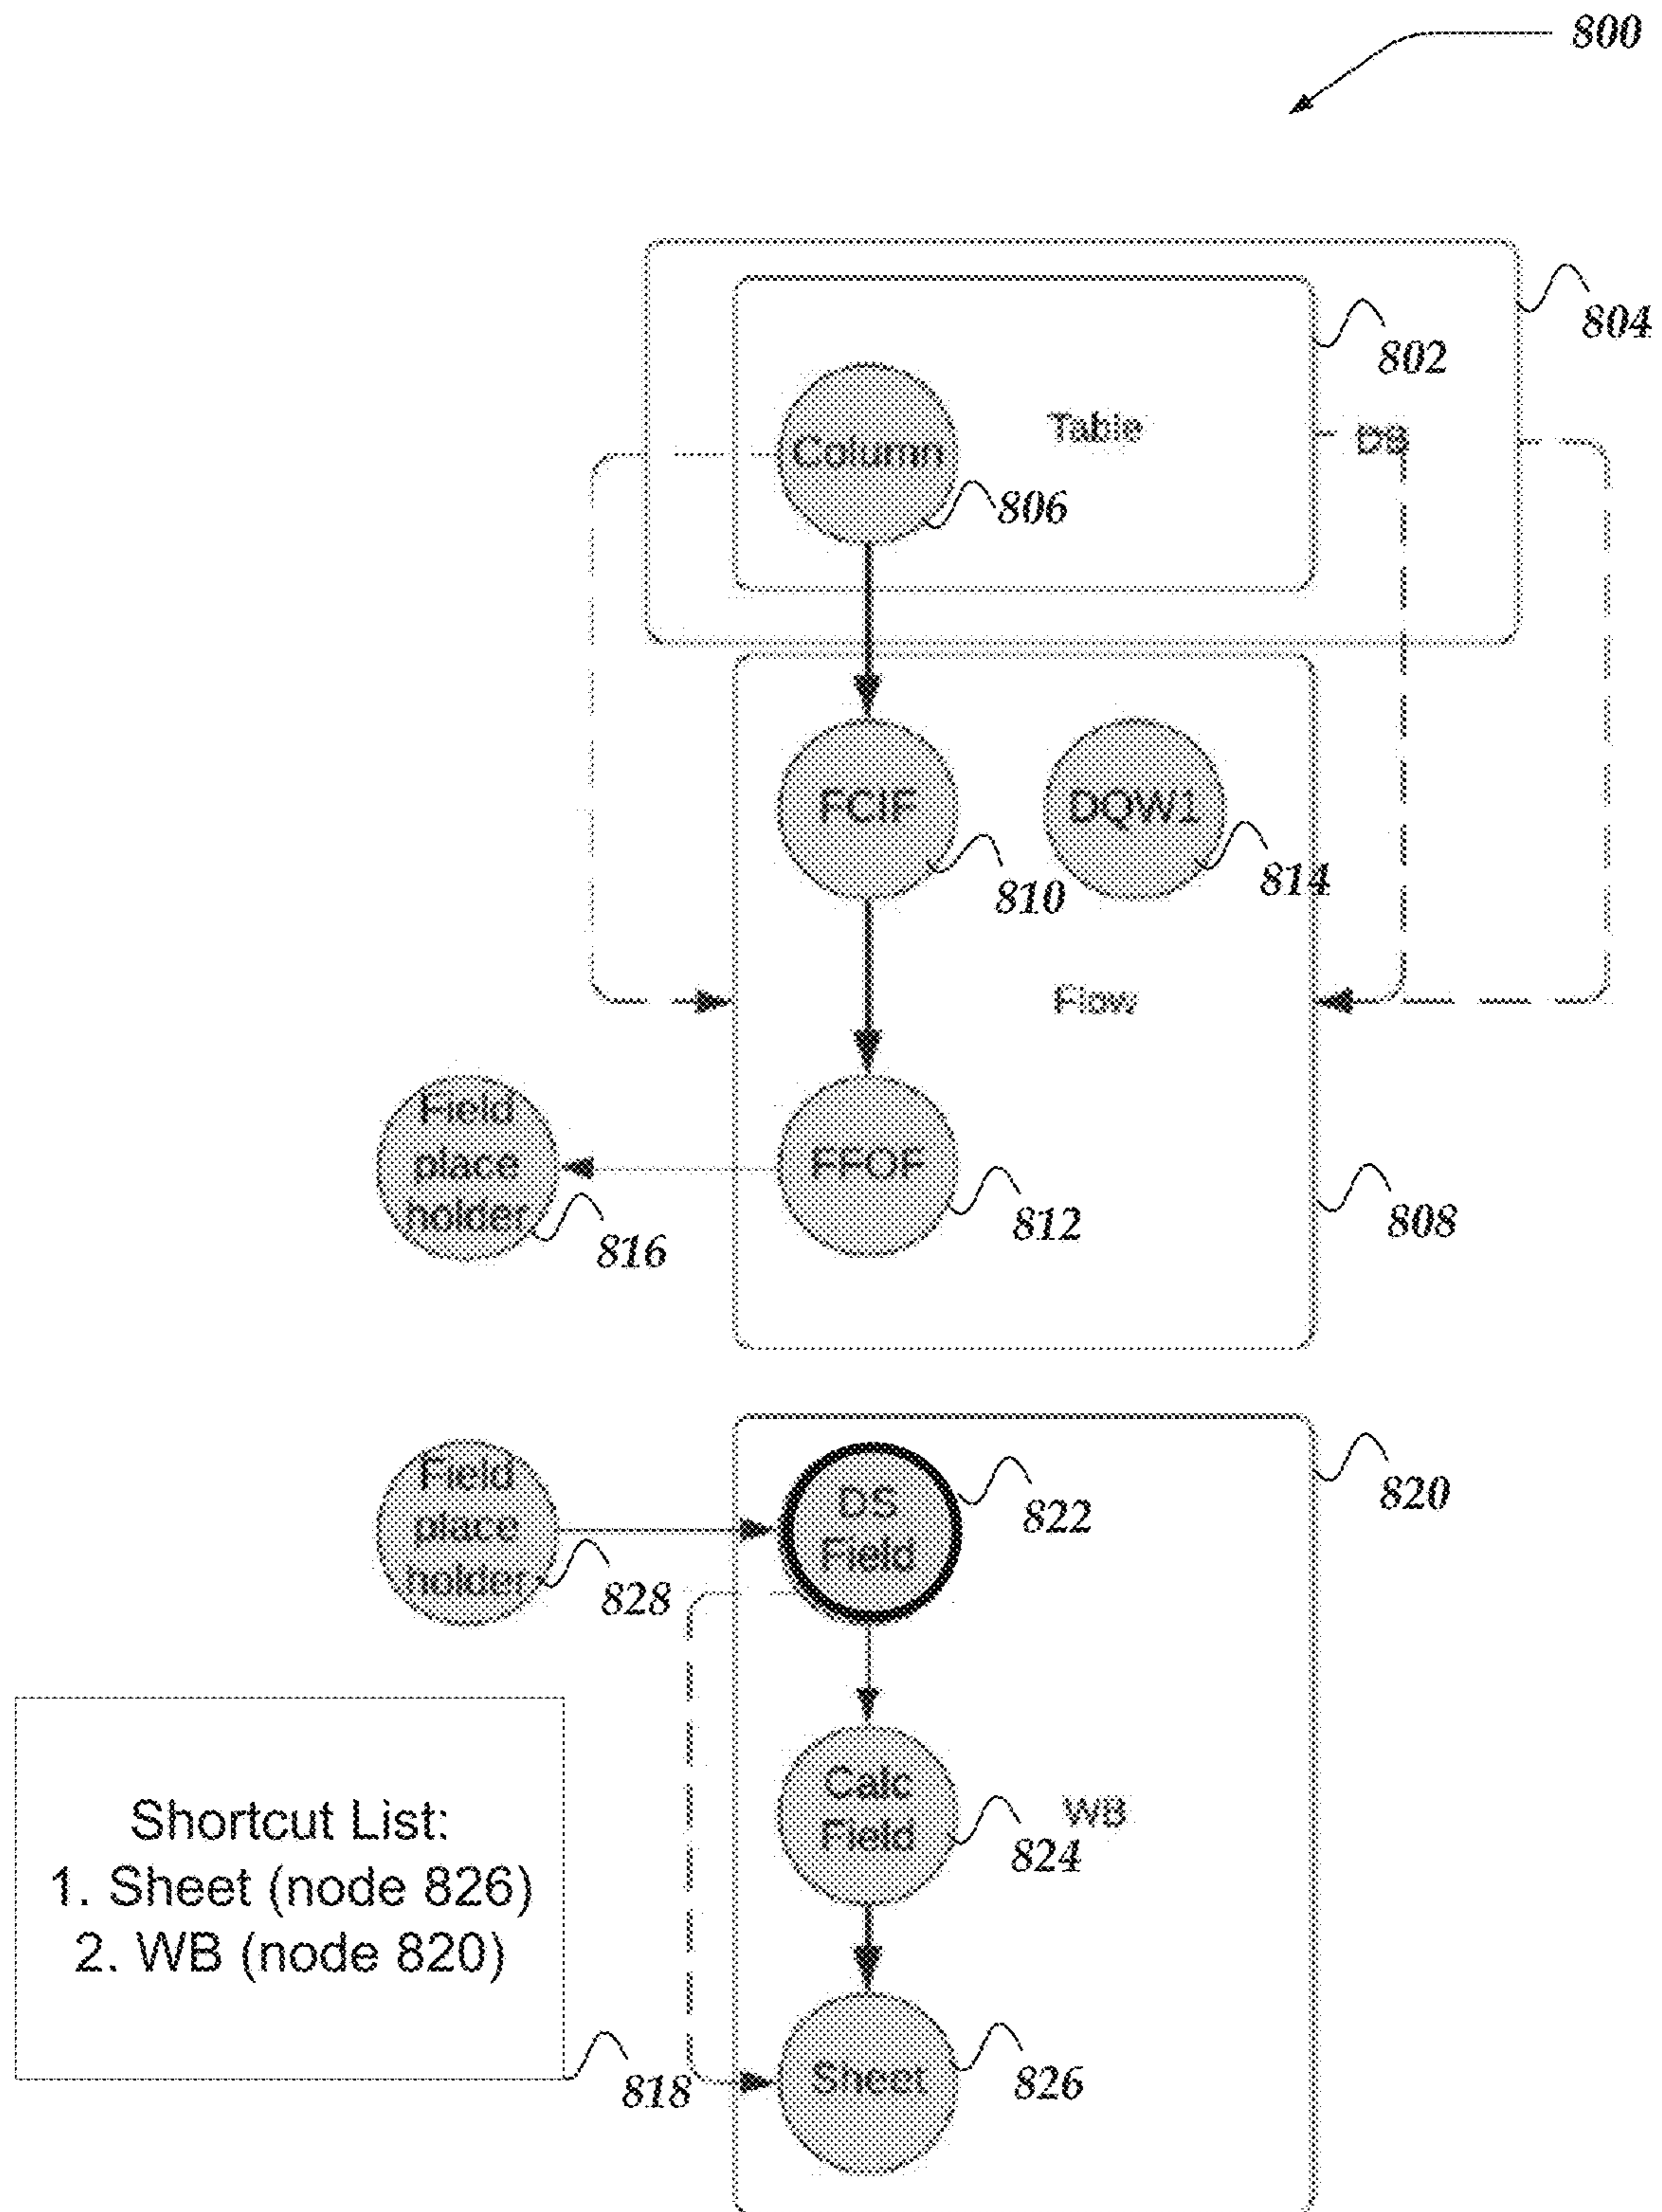 800
804
802
Column
Table
DB
806
FCIF
DQW1
810
814
Flow
Field
place
holder
FFOF
816
812
808
Field
place
holder
DS
Field
822
820
828
Calc
Field
WB
824
Shortcut List:
1. Sheet (node 826)
2. WB (node 820)
818
Sheet
826